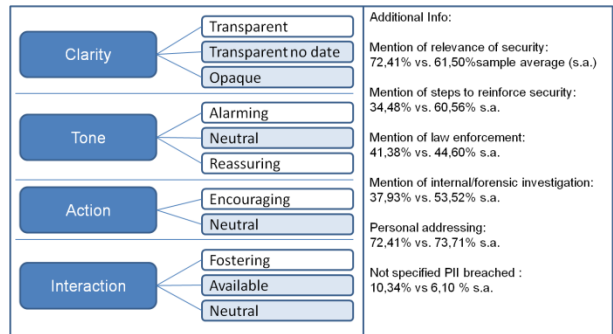 Clarity
Transparent
Transparent no date
Opaque
Tone
Alarming
Neutral
Reassuring
Action
Encouraging
Neutral
Interaction
Fostering
Available
Neutral
Additional Info:
Mention of relevance of security:
72,41% vs. 61,50%sample average (s.a.)
Mention of steps to reinforce security:
34,48% vs. 60,56% s.a.
Mention of law enforcement:
41,38% vs. 44,60% s.a.
Mention of internal/forensic investigation:
37,93% vs. 53,52% s.a.
Personal addressing:
72,41% vs. 73,71% s.a.
Not specified PII breached :
10,34% vs 6,10 % s.a.